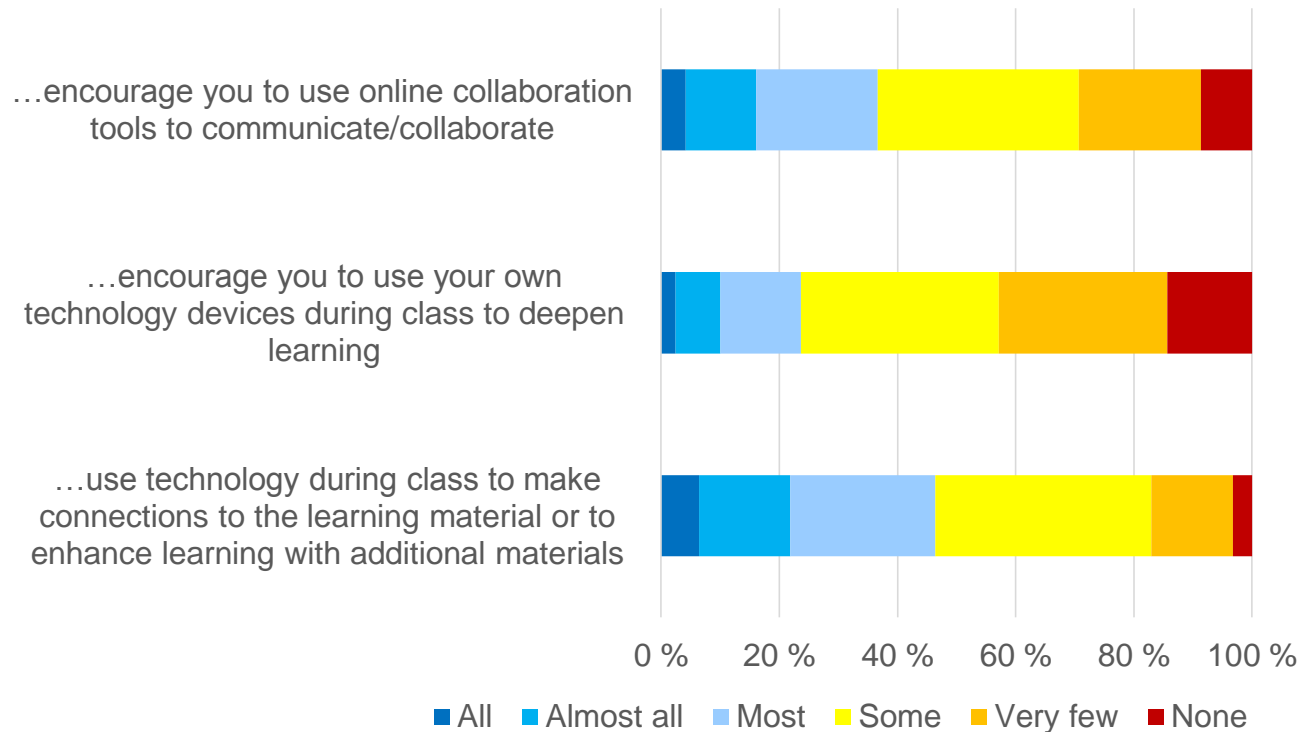 …encourage you to use online collaboration
tools to communicate/collaborate
…encourage you to use your own
technology devices during class to deepen
learning
…use technology during class to make
connections to the learning material or to
enhance learning with additional materials
0 % 20 % 40 % 60 % 80 % 100 %
All Almost all Most Some Very few None